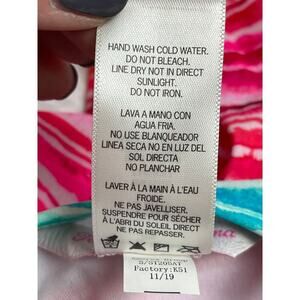 HAND WASH COLD WATER.
DO NOT BLEACH.
LINE DRY NOT IN DIRECT
SUNLIGHT.
DO NOT IRON.
LAVA A MANO CON
AGUA FRIA.
NO USE BLANQUEADOR
LINEA SECA NO EN LUZ DEL
SOL DIRECTA
NO PLANCHAR
LAVER À LA MAIN À L'EAU
FROIDE.
NE PAS JAVELLISER.
SUSPENDRE POUR SÉCHER
À L'ABRI DU SOLEIL DIRECT
NE PAS REPASSER.
Factory:K51
11/19